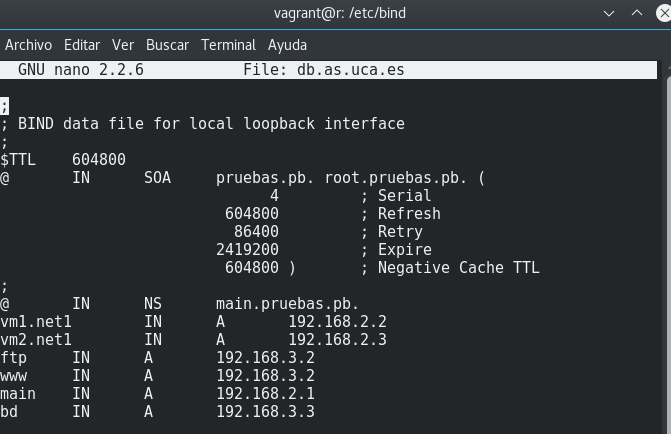 vagrant@r: /etc/bind
Archivo Editar Ver Buscar Terminal Ayuda
GNU nano 2.2.6 File: db.as.uca.es
;
; BIND data file for local loopback interface
;
$TTL 604800
@ IN SOA pruebas.pb. root.pruebas.pb. (
4 ; Serial
604800 ; Refresh
86400 ; Retry
2419200 ; Expire
604800 ) ; Negative Cache TTL
;
@ IN NS main.pruebas.pb.
vm1.net1 IN A 192.168.2.2
vm2.net1 IN A 192.168.2.3
ftp IN A 192.168.3.2
www IN A 192.168.3.2
main IN A 192.168.2.1
bd IN A 192.168.3.3